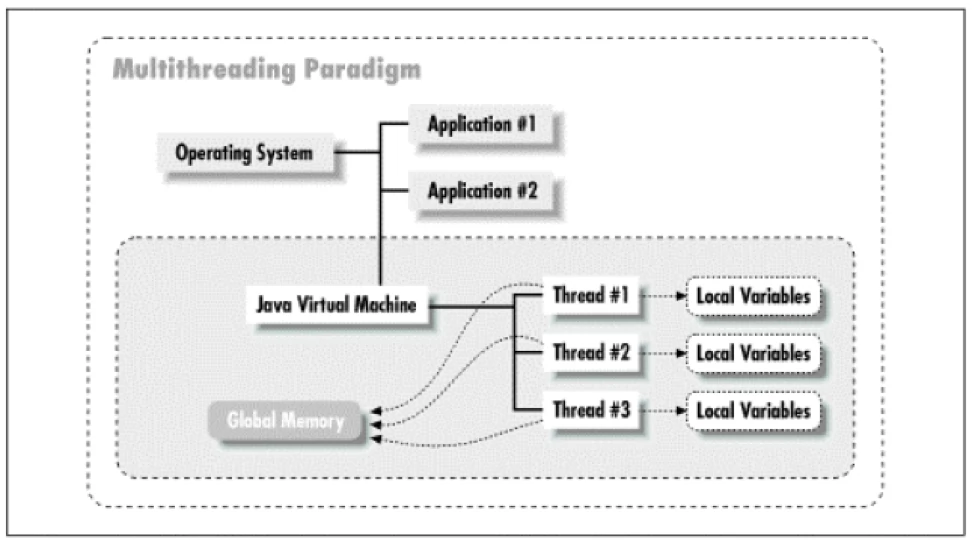 Multithreading Paradigm
Application #1
Operating System
Application #2
Java Virtual Machine
Thread #1
Local Variables
Thread #2
Local Variables
Thread #3
Local Variables
Global Memory